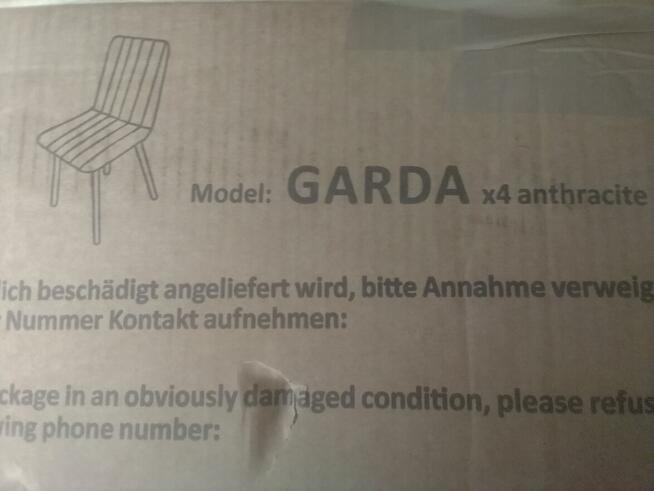 Model: GARDA x4 anthracite
lich beschädigt angeliefert wird, bitte Annahme verweig
Nummer Kontakt aufnehmen:
ckage in an obviously damaged condition, please refus
ving phone number: